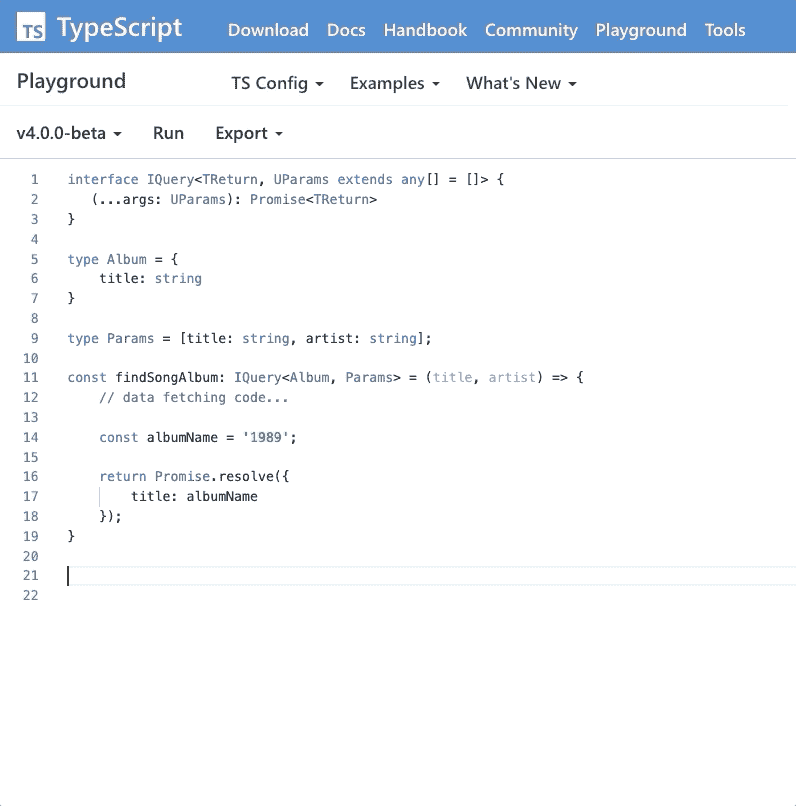 TS TypeScript Download Docs Handbook Community Playground Tools
Playground TS Config Examples What's New
v4.0.0-beta Run Export
1 interface IQuery<TReturn, UParams extends any[] = []> {
2 (...args: UParams): Promise<TReturn>
3 }
4
5 type Album = {
6 title: string
7 }
8
9 type Params = [title: string, artist: string];
10
11 const findSongAlbum: IQuery<Album, Params> = (title, artist) => {
12 // data fetching code...
13
14 const albumName = '1989';
15
16 return Promise.resolve({
17 title: albumName
18 });
19 }
20
21
22